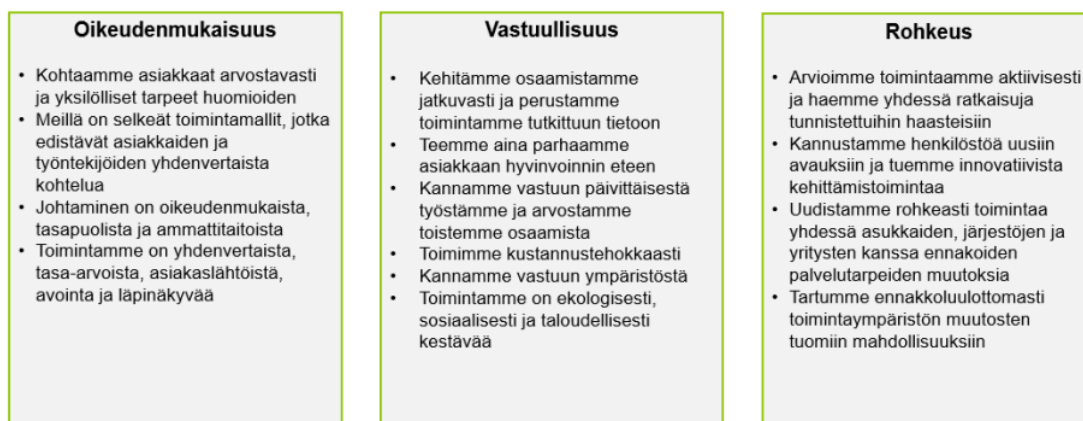 Oikeudenmukaisuus
• Kohtaamme asiakkaat arvostavasti
ja yksilölliset tarpeet huomioiden
• Meillä on selkeät toimintamallit, jotka
edistävät asiakkaiden ja
työntekijöiden yhdenvertaista
kohtelua
• Johtaminen on oikeudenmukaista,
tasapuolista ja ammattitaitoista
• Toimintamme on yhdenvertaista,
tasa-arvoista, asiakaslähtöistä,
avointa ja läpinäkyvää
Vastuullisuus
• Kehitämme osaamistamme
jatkuvasti ja perustamme
toimintamme tutkittuun tietoon
• Teemme aina parhaamme
asiakkaan hyvinvoinnin eteen
• Kannamme vastuun päivittäisestä
työstämme ja arvostamme
toistemme osaamista
• Toimimme kustannustehokkaasti
• Kannamme vastuun ympäristöstä
• Toimintamme on ekologisesti,
sosiaalisesti ja taloudellisesti
kestävää
Rohkeus
• Arvioimme toimintaamme aktiivisesti
ja haemme yhdessä ratkaisuja
tunnistettuihin haasteisiin
• Kannustamme henkilöstöä uusiin
avauksiin ja tuemme innovatiivista
kehittämistoimintaa
• Uudistamme rohkeasti toimintaa
yhdessä asukkaiden, järjestöjen ja
yritysten kanssa ennakoiden
palvelutarpeiden muutoksia
• Tartumme ennakkoluulottomasti
toimintaympäristön muutosten
tuomiin mahdollisuuksiin